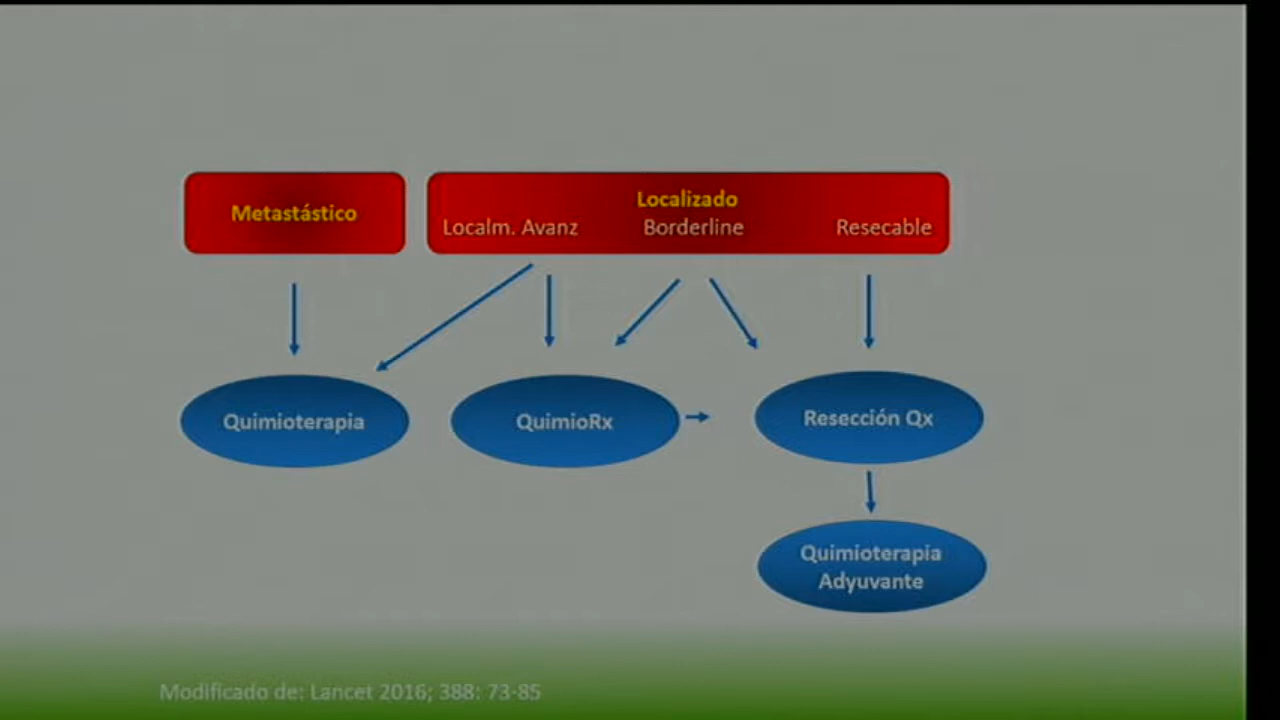 Metastástico
Localizado
Localm. Avanz Borderline Resecable
Quimioterapia
QuimioRx
Resección Qx
Quimioterapia
Adyuvante
Modificado de: Lancet 2016; 388: 73-85